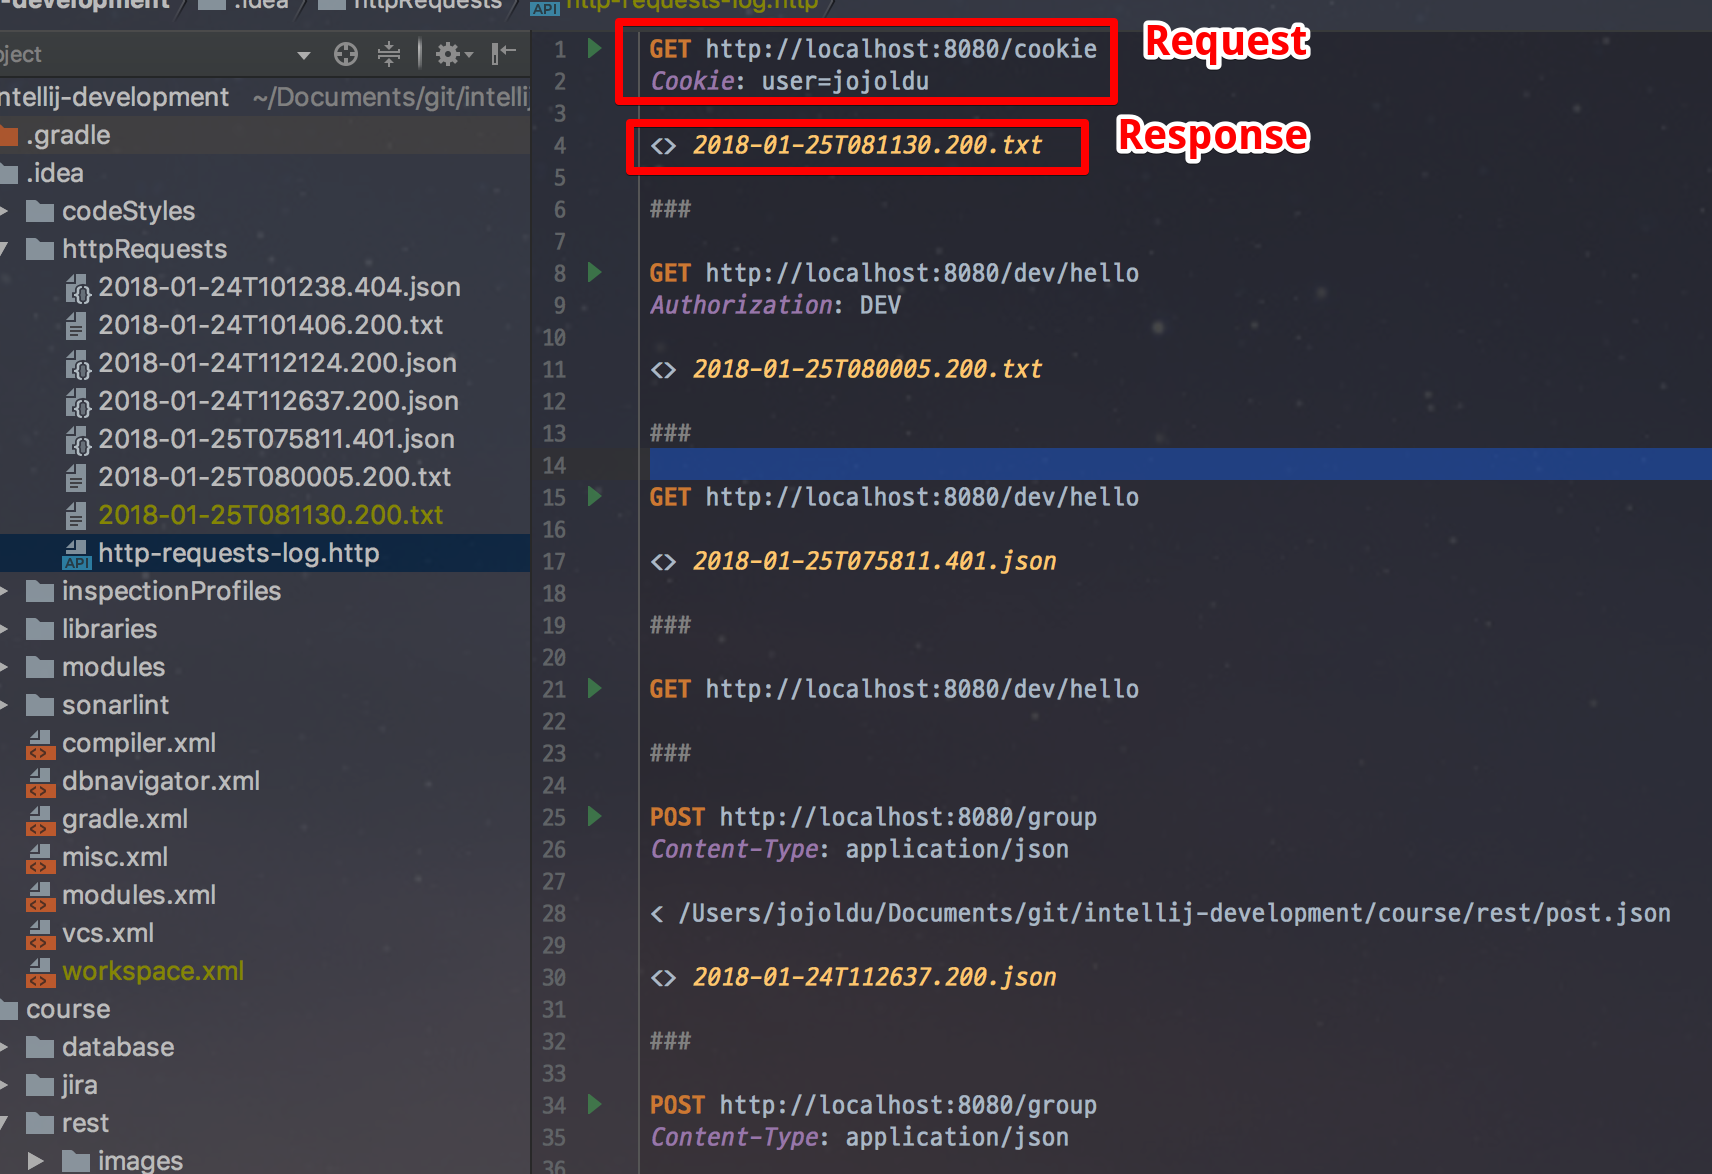 -development .idea httpRequests http-requests-log.http
oject
ntellij-development ~/Documents/git/intellij
.gradle
.idea
codeStyles
httpRequests
2018-01-24T101238.404.json
2018-01-24T101406.200.txt
2018-01-24T112124.200.json
2018-01-24T112637.200.json
2018-01-25T075811.401.json
2018-01-25T080005.200.txt
2018-01-25T081130.200.txt
API http-requests-log.http
inspectionProfiles
libraries
modules
sonarlint
compiler.xml
dbnavigator.xml
gradle.xml
misc.xml
modules.xml
vcs.xml
workspace.xml
course
database
jira
rest
images
1 GET http://localhost:8080/cookie
Request
2 Cookie: user=jojoldu
3
4 <> 2018-01-25T081130.200.txt
Response
5
6 ###
7
8 GET http://localhost:8080/dev/hello
9 Authorization: DEV
10
11 <> 2018-01-25T080005.200.txt
12
13 ###
14
15 GET http://localhost:8080/dev/hello
16
17 <> 2018-01-25T075811.401.json
18
19 ###
20
21 GET http://localhost:8080/dev/hello
22
23 ###
24
25 POST http://localhost:8080/group
26 Content-Type: application/json
27
28 < /Users/jojoldu/Documents/git/intellij-development/course/rest/post.json
29
30 <> 2018-01-24T112637.200.json
31
32 ###
33
34 POST http://localhost:8080/group
35 Content-Type: application/json
36